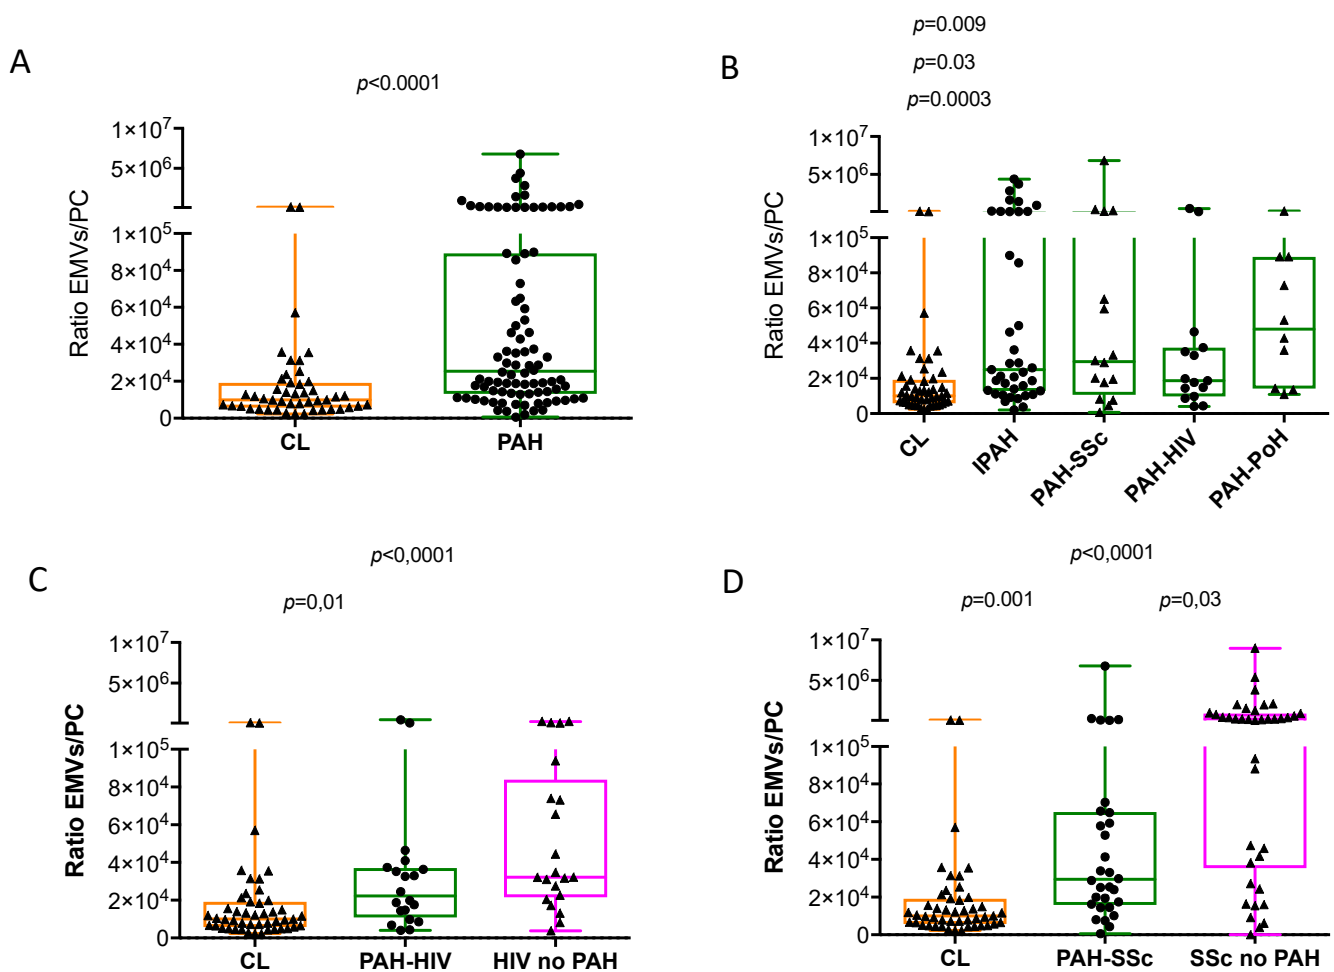 A
p<0.0001
Ratio EMVs/PC
1×10⁷
5×10⁶
1×10⁵
8×10⁴
6×10⁴
4×10⁴
2×10⁴
0
CL
PAH
B
p=0.009
p=0.03
p=0.0003
Ratio EMVs/PC
1×10⁷
5×10⁶
1×10⁵
8×10⁴
6×10⁴
4×10⁴
2×10⁴
0
CL
IPAH
PAH-SSc
PAH-HIV
PAH-PoH
C
p<0,0001
p=0,01
Ratio EMVs/PC
1×10⁷
5×10⁶
1×10⁵
8×10⁴
6×10⁴
4×10⁴
2×10⁴
0
CL
PAH-HIV
HIV no PAH
D
p<0,0001
p=0.001
p=0,03
Ratio EMVs/PC
1×10⁷
5×10⁶
1×10⁵
8×10⁴
6×10⁴
4×10⁴
2×10⁴
0
CL
PAH-SSc
SSc no PAH